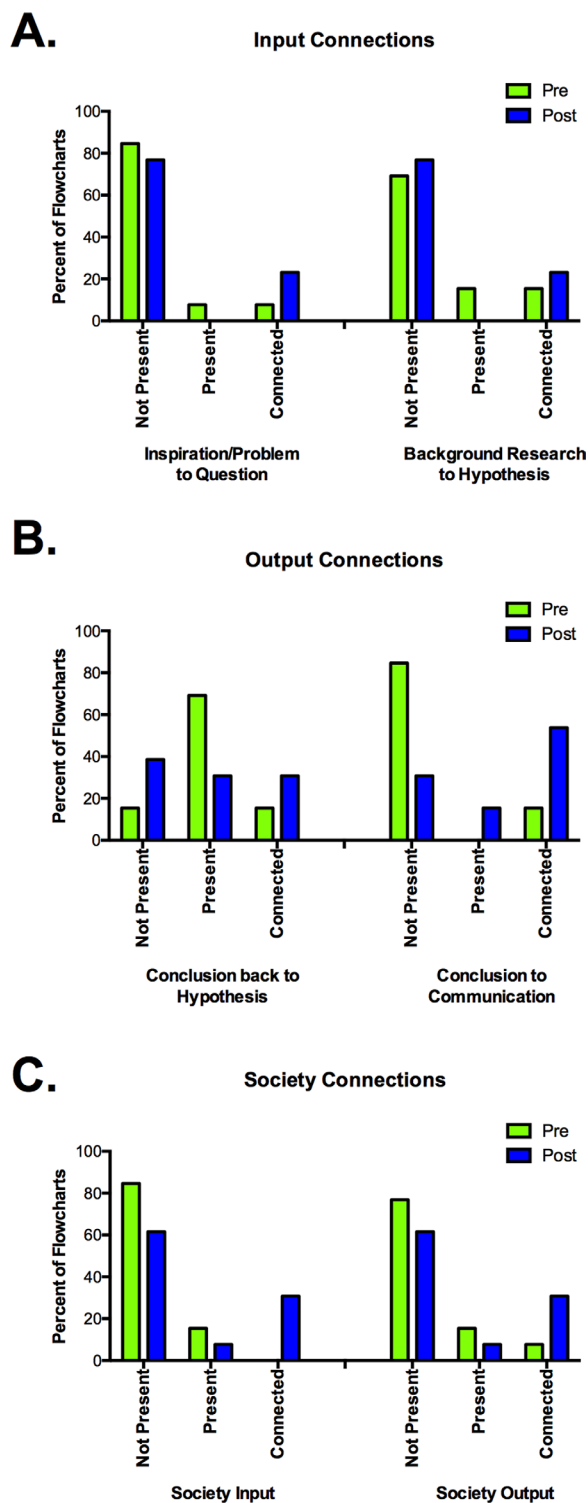 A.
Input Connections
Pre
Post
Percent of Flowcharts
100
80
60
40
20
0
Not Present
Present
Connected
Not Present
Present
Connected
Inspiration/Problem
to Question
Background Research
to Hypothesis
B.
Output Connections
Pre
Post
Percent of Flowcharts
100
80
60
40
20
0
Not Present
Present
Connected
Not Present
Present
Connected
Conclusion back to
Hypothesis
Conclusion to
Communication
C.
Society Connections
Pre
Post
Percent of Flowcharts
100
80
60
40
20
0
Not Present
Present
Connected
Not Present
Present
Connected
Society Input
Society Output